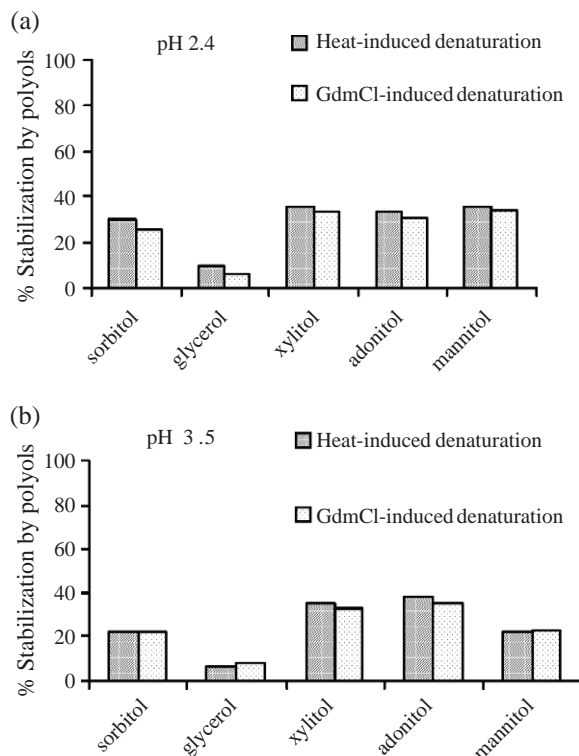 (a)
pH 2.4
Heat-induced denaturation
GdmCl-induced denaturation
% Stabilization by polyols
100
80
60
40
20
0
sorbitol
glycerol
xylitol
adonitol
mannitol
(b)
pH 3.5
Heat-induced denaturation
GdmCl-induced denaturation
% Stabilization by polyols
100
80
60
40
20
0
sorbitol
glycerol
xylitol
adonitol
mannitol